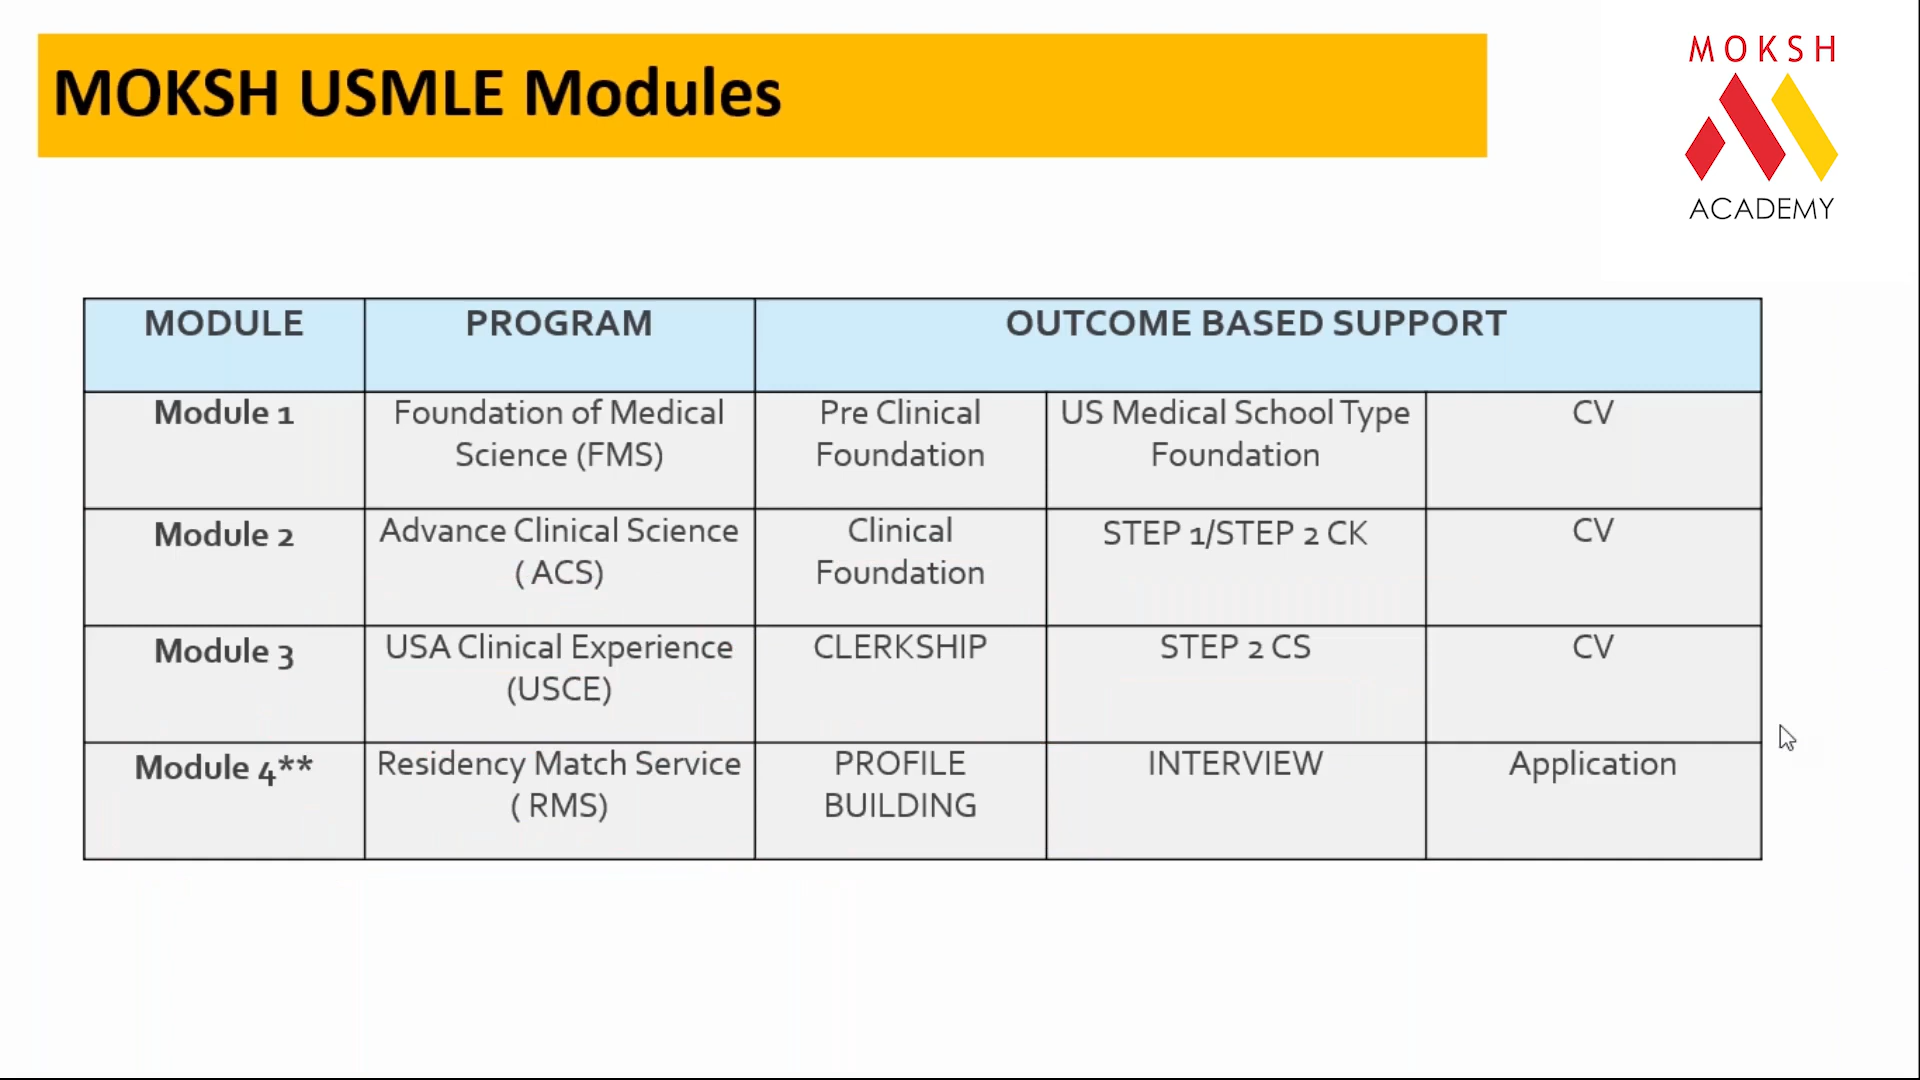 MOKSH USMLE Modules
MOKSH
ACADEMY
MODULE PROGRAM OUTCOME BASED SUPPORT
Module 1 Foundation of Medical Pre Clinical US Medical School Type CV
Science (FMS) Foundation Foundation
Module 2 Advance Clinical Science Clinical STEP 1/STEP 2 CK CV
( ACS) Foundation
Module 3 USA Clinical Experience CLERKSHIP STEP 2 CS CV
(USCE)
Module 4** Residency Match Service PROFILE INTERVIEW Application
( RMS) BUILDING